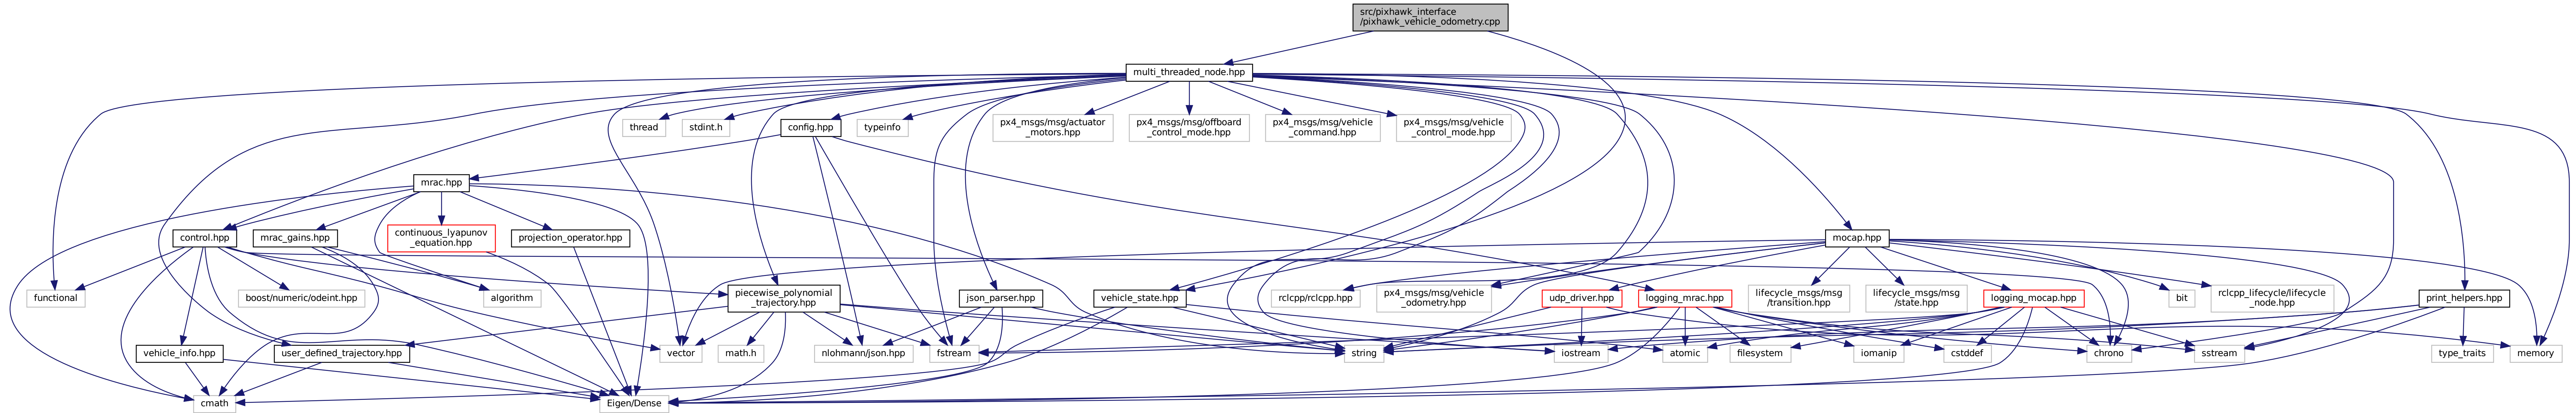 src/pixhawk_interface
/pixhawk_vehicle_odometry.cpp
multi_threaded_node.hpp
thread
stdint.h
config.hpp
typeinfo
px4_msgs/msg/actuator
_motors.hpp
px4_msgs/msg/offboard
_control_mode.hpp
px4_msgs/msg/vehicle
_command.hpp
px4_msgs/msg/vehicle
_control_mode.hpp
mrac.hpp
control.hpp
mrac_gains.hpp
continuous_lyapunov
_equation.hpp
projection_operator.hpp
mocap.hpp
functional
boost/numeric/odeint.hpp
algorithm
piecewise_polynomial
_trajectory.hpp
json_parser.hpp
vehicle_state.hpp
rclcpp/rclcpp.hpp
px4_msgs/msg/vehicle
_odometry.hpp
udp_driver.hpp
logging_mrac.hpp
lifecycle_msgs/msg
/transition.hpp
lifecycle_msgs/msg
/state.hpp
logging_mocap.hpp
bit
rclcpp_lifecycle/lifecycle
_node.hpp
print_helpers.hpp
vehicle_info.hpp
user_defined_trajectory.hpp
vector
math.h
nlohmann/json.hpp
fstream
string
iostream
atomic
filesystem
iomanip
cstddef
chrono
sstream
type_traits
memory
cmath
Eigen/Dense